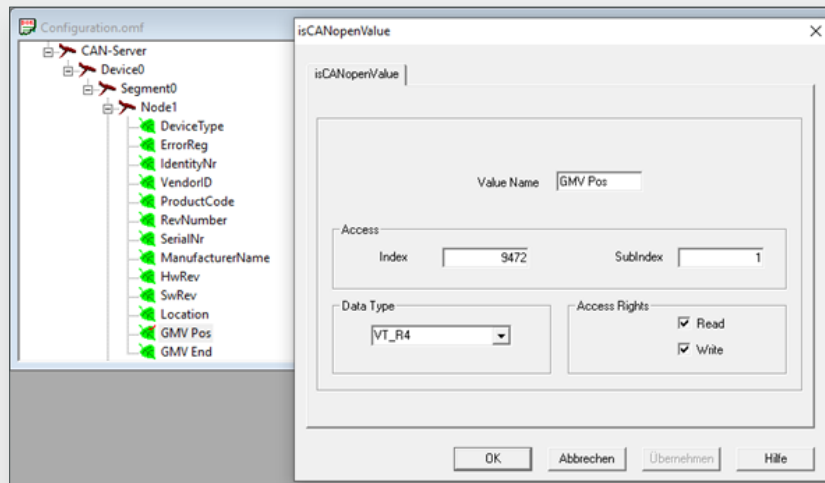 Configuration.omf
CAN-Server
Device0
Segment0
Node1
DeviceType
ErrorReg
IdentityNr
VendorID
ProductCode
RevNumber
SerialNr
ManufacturerName
HwRev
SwRev
Location
GMV Pos
GMV End
isCANopenValue
isCANopenValue
Value Name GMV Pos
Access
Index 9472 SubIndex 1
Data Type
VT_R4
Access Rights
Read
Write
OK Abbrechen Übernehmen Hilfe